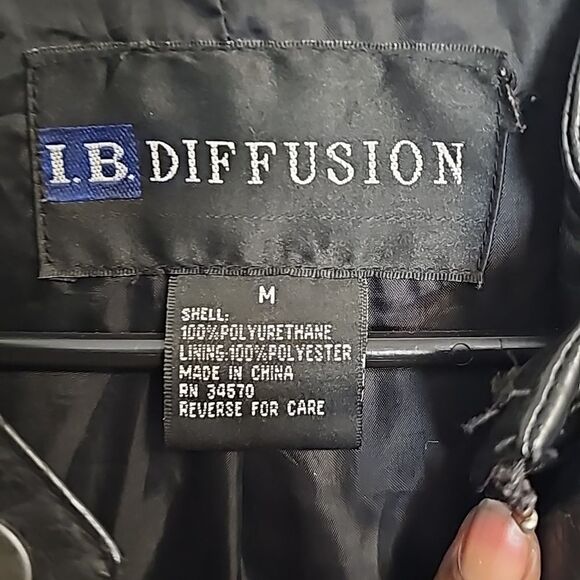 I.B. DIFFUSION
M
SHELL:
100%POLYURETHANE
LINING:100%POLYESTER
MADE IN CHINA
RN 34570
REVERSE FOR CARE